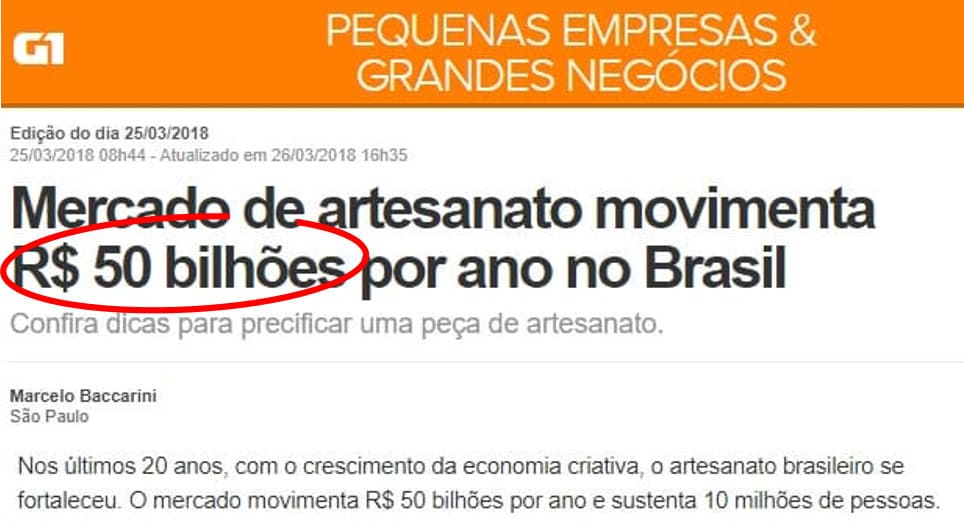 G1
PEQUENAS EMPRESAS &
GRANDES NEGÓCIOS
Edição do dia 25/03/2018
25/03/2018 08h44 - Atualizado em 26/03/2018 16h35
Mercado de artesanato movimenta
R$ 50 bilhões por ano no Brasil
Confira dicas para precificar uma peça de artesanato.
Marcelo Baccarini
São Paulo
Nos últimos 20 anos, com o crescimento da economia criativa, o artesanato brasileiro se
fortaleceu. O mercado movimenta R$ 50 bilhões por ano e sustenta 10 milhões de pessoas.